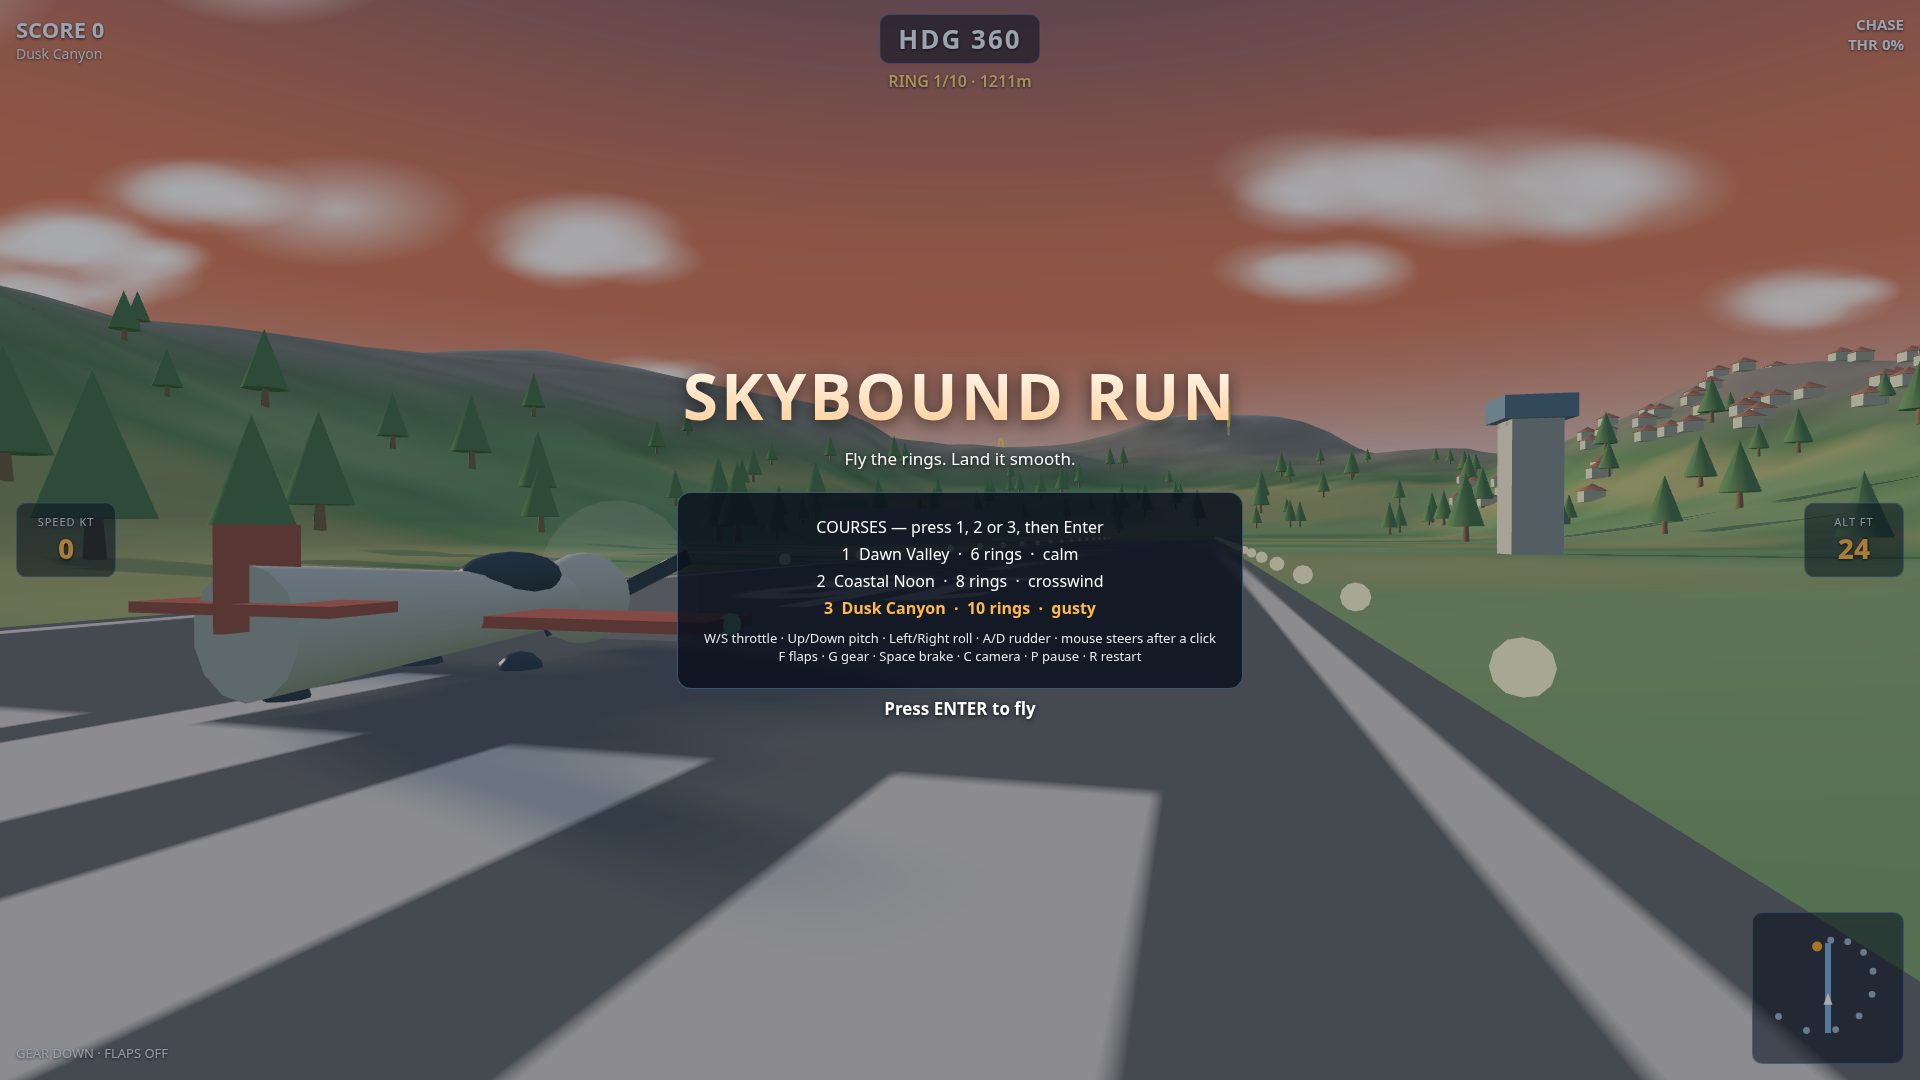 SCORE 0
Dusk Canyon
HDG 360
RING 1/10 · 1211m
CHASE
THR 0%
SKYBOUND RUN
Fly the rings. Land it smooth.
SPEED KT
0
ALT FT
24
COURSES — press 1, 2 or 3, then Enter
1 Dawn Valley · 6 rings · calm
2 Coastal Noon · 8 rings · crosswind
3 Dusk Canyon · 10 rings · gusty
W/S throttle · Up/Down pitch · Left/Right roll · A/D rudder · mouse steers after a click
F flaps · G gear · Space brake · C camera · P pause · R restart
Press ENTER to fly
GEAR DOWN · FLAPS OFF